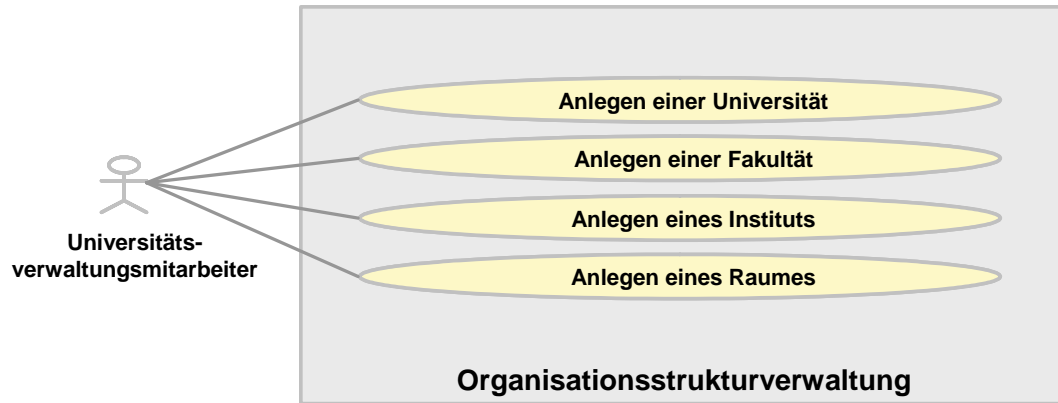 Anlegen einer Universität
Anlegen einer Fakultät
Anlegen eines Instituts
Anlegen eines Raumes
Universitäts-
verwaltungsmitarbeiter
Organisationsstrukturverwaltung